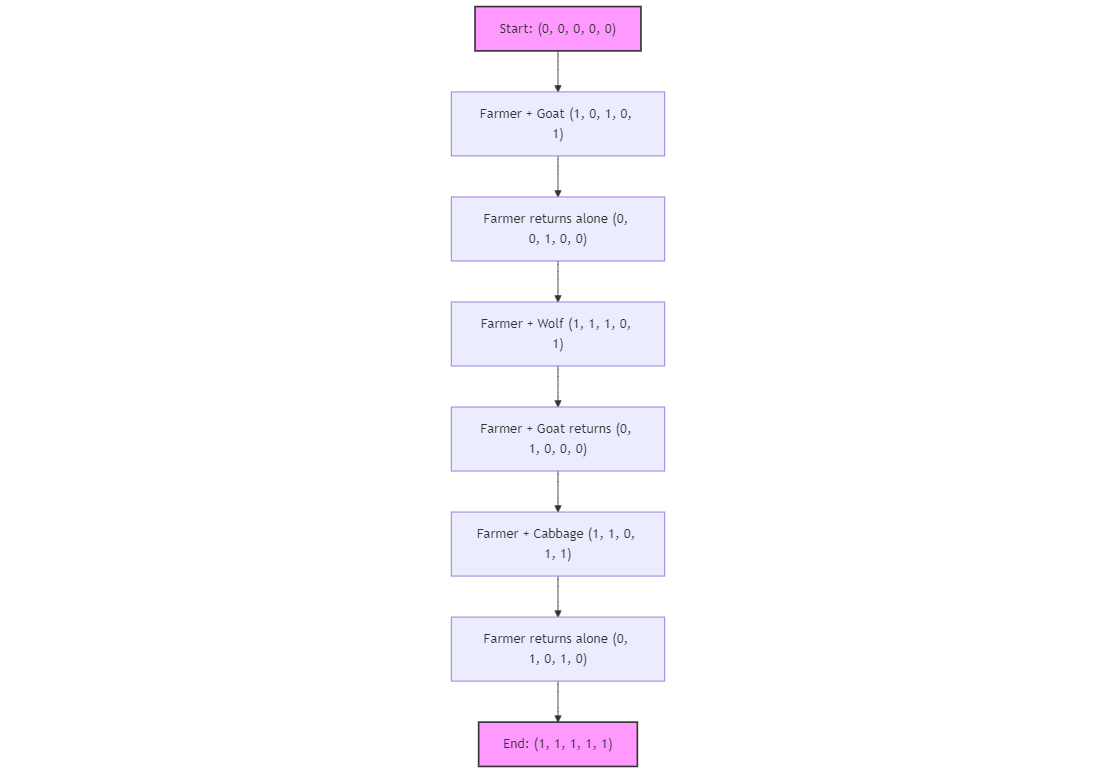 Start: (0, 0, 0, 0, 0)
Farmer + Goat (1, 0, 1, 0,
1)
Farmer returns alone (0,
0, 1, 0, 0)
Farmer + Wolf (1, 1, 1, 0,
1)
Farmer + Goat returns (0,
1, 0, 0, 0)
Farmer + Cabbage (1, 1, 0,
1, 1)
Farmer returns alone (0,
1, 0, 1, 0)
End: (1, 1, 1, 1, 1)